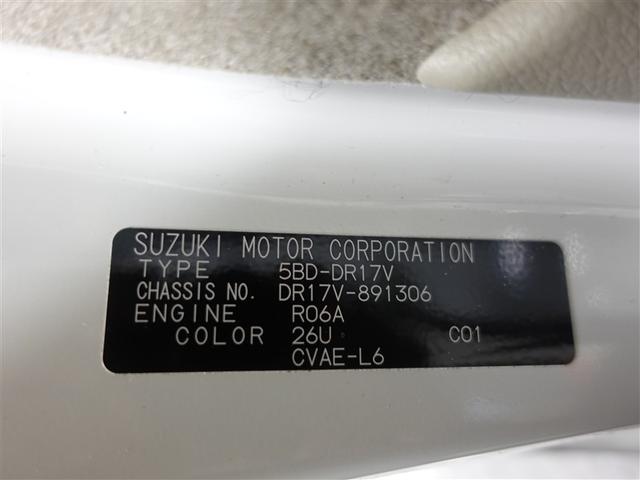 SUZUKI MOTOR CORPORATION
TYPE 5BD-DR17V
CHASSIS NO. DR17V-891306
ENGINE R06A
COLOR 26U C01
CVAE-L6